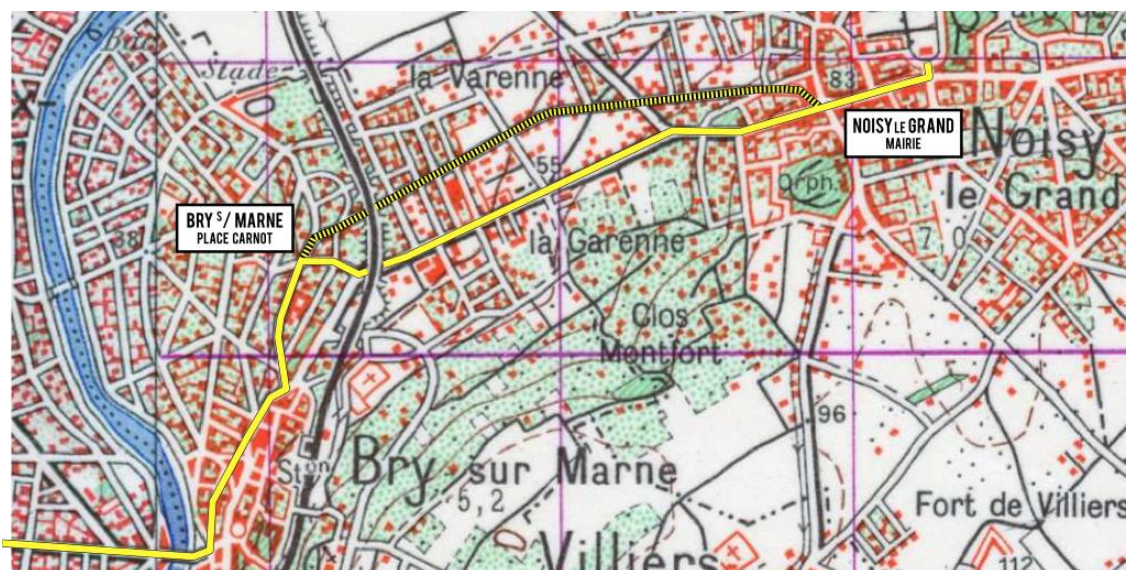 Stade
la Varenne
83
NOISY LE GRAND
MAIRIE
Noisy
le Grand
Orph.
55
BRY S/ MARNE
PLACE CARNOT
38
la Garenne
7,0
Clos
Montfort
96
Ston
Bry sur Marne
5,2
Fort de Villiers
Villiers
112